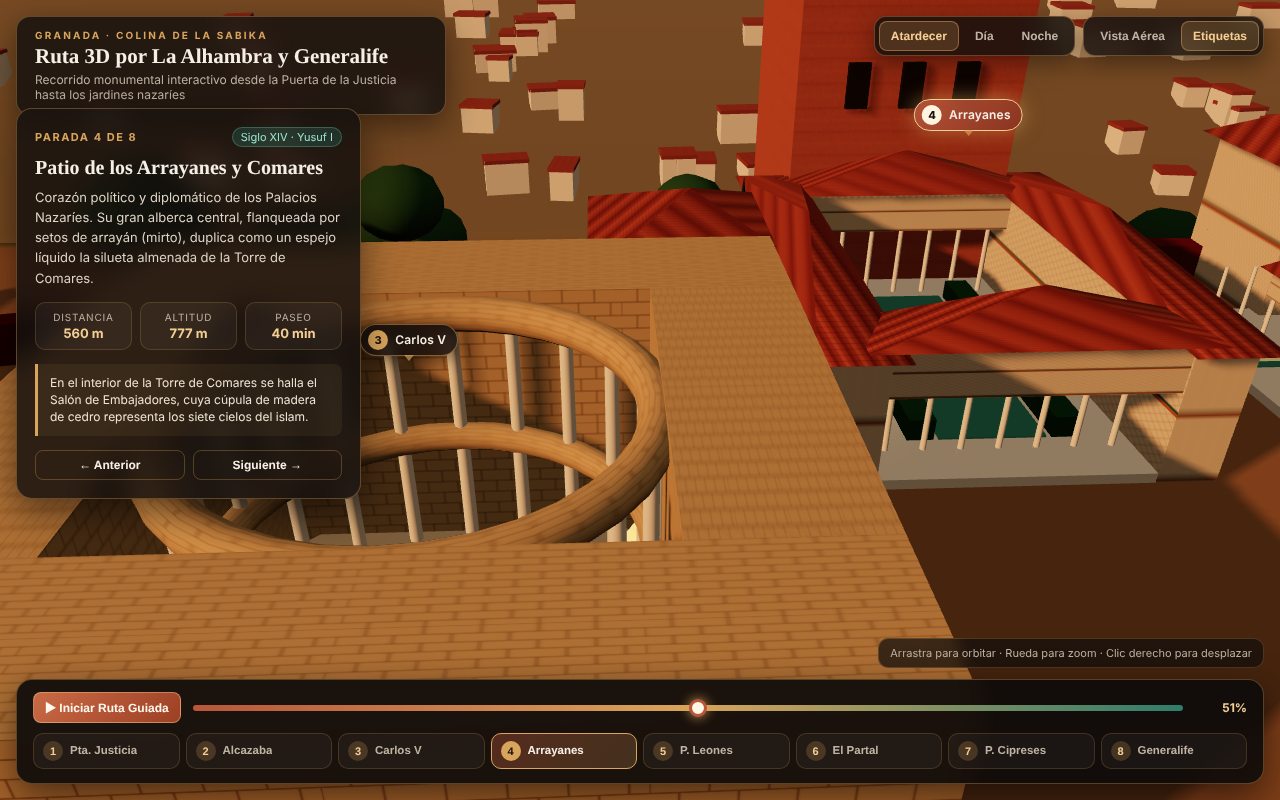 GRANADA · COLINA DE LA SABIKA
Ruta 3D por La Alhambra y Generalife
Recorrido monumental interactivo desde la Puerta de la Justicia
hasta los jardines nazaríes
Atardecer Día Noche Vista Aérea Etiquetas
PARADA 4 DE 8 Siglo XIV · Yusuf I
Patio de los Arrayanes y Comares
Corazón político y diplomático de los Palacios
Nazaríes. Su gran alberca central, flanqueada por
setos de arrayán (mirto), duplica como un espejo
líquido la silueta almenada de la Torre de
Comares.
DISTANCIA ALTITUD PASEO
560 m 777 m 40 min
En el interior de la Torre de Comares se halla el
Salón de Embajadores, cuya cúpula de madera
de cedro representa los siete cielos del islam.
← Anterior Siguiente →
4 Arrayanes
3 Carlos V
Arrastra para orbitar · Rueda para zoom · Clic derecho para desplazar
▶ Iniciar Ruta Guiada 51%
1 Pta. Justicia 2 Alcazaba 3 Carlos V 4 Arrayanes 5 P. Leones 6 El Partal 7 P. Cipreses 8 Generalife